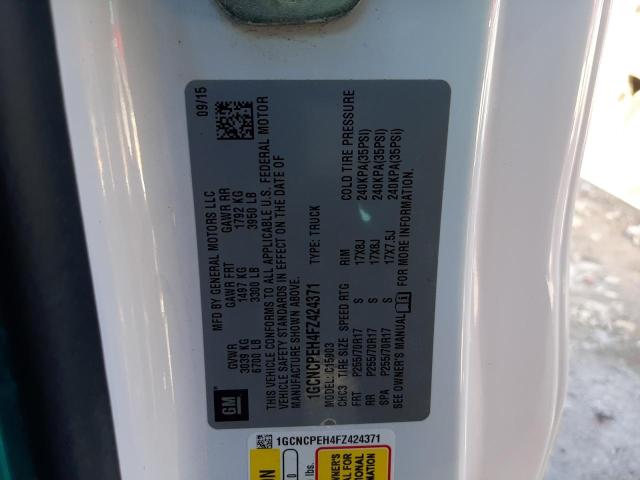 MFD BY GENERAL MOTORS LLC
09/15
GVWR GAWR FRT GAWR RR
3039 KG 1497 KG 1792 KG
6700 LB 3300 LB 3950 LB
THIS VEHICLE CONFORMS TO ALL APPLICABLE U.S. FEDERAL MOTOR
VEHICLE SAFETY STANDARDS IN EFFECT ON THE DATE OF
MANUFACTURE SHOWN ABOVE.
1GCNCPEH4FZ424371 TYPE: TRUCK
MODEL: C15903
CHC3 TIRE SIZE SPEED RTG RIM COLD TIRE PRESSURE
FRT P255/70R17 S 17X8J 240KPA(35PSI)
RR P255/70R17 S 17X8J 240KPA(35PSI)
SPA P255/70R17 S 17X7.5J 240KPA(35PSI)
SEE OWNER'S MANUAL FOR MORE INFORMATION.
GM
1GCNCPEH4FZ424371
lbs.